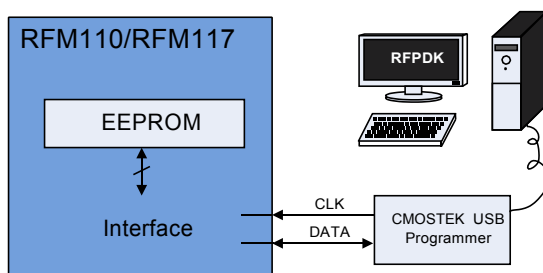 RFM110/RFM117
EEPROM
Interface
RFPDK
CLK
DATA
CMOSTEK USB
Programmer